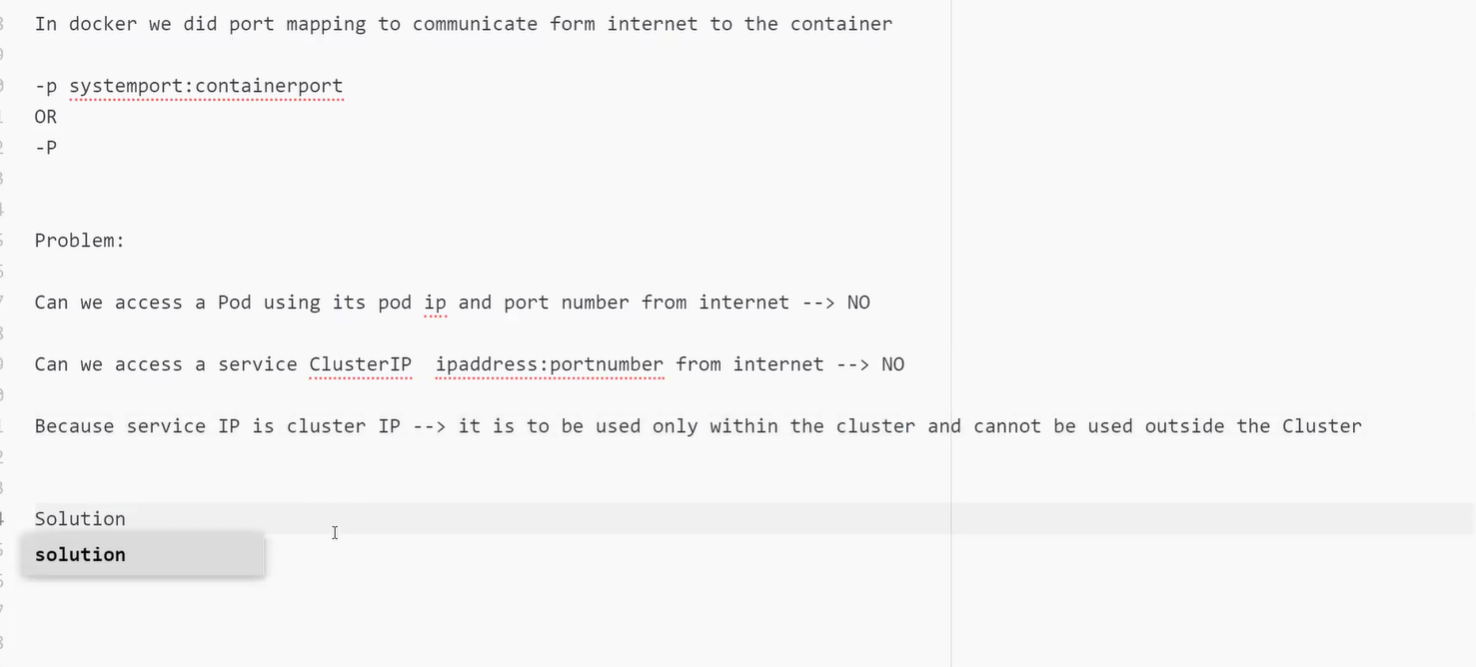 In docker we did port mapping to communicate form internet to the container
-p systemport:containerport
OR
-P
Problem:
Can we access a Pod using its pod ip and port number from internet --> NO
Can we access a service ClusterIP  ipaddress:portnumber from internet --> NO
Because service IP is cluster IP --> it is to be used only within the cluster and cannot be used outside the Cluster
Solution
solution